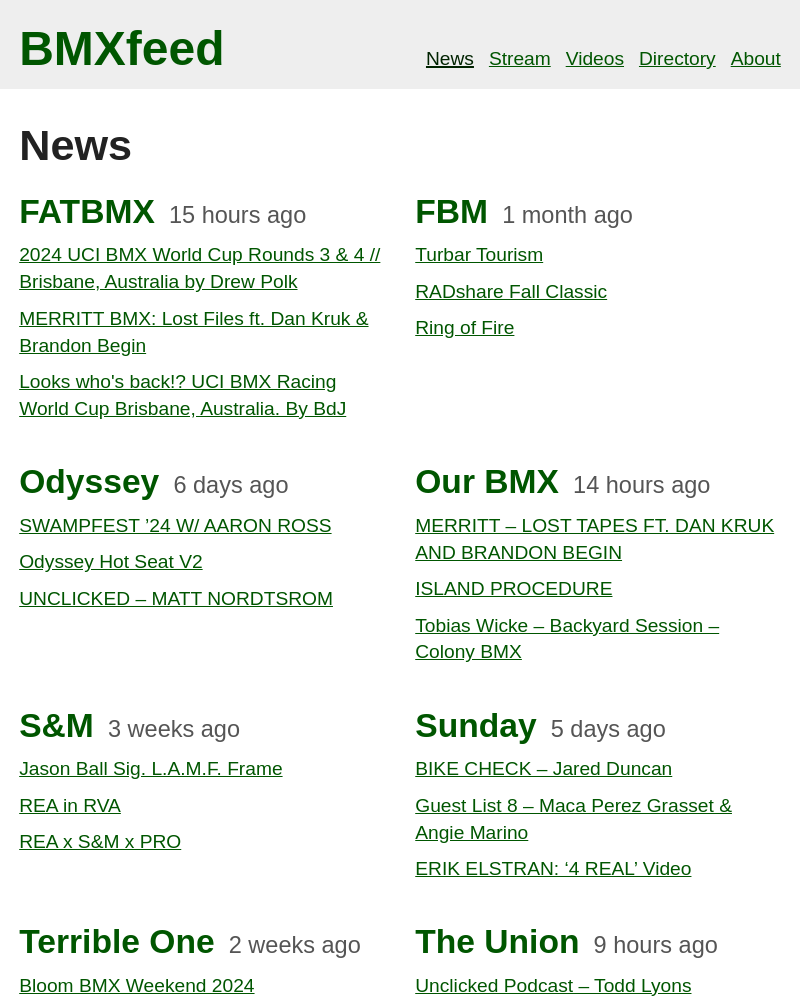 BMXfeed
News Stream Videos Directory About
News
FATBMX 15 hours ago
2024 UCI BMX World Cup Rounds 3 & 4 //
Brisbane, Australia by Drew Polk
MERRITT BMX: Lost Files ft. Dan Kruk &
Brandon Begin
Looks who's back!? UCI BMX Racing
World Cup Brisbane, Australia. By BdJ
FBM 1 month ago
Turbar Tourism
RADshare Fall Classic
Ring of Fire
Odyssey 6 days ago
SWAMPFEST ’24 W/ AARON ROSS
Odyssey Hot Seat V2
UNCLICKED – MATT NORDTSROM
Our BMX 14 hours ago
MERRITT – LOST TAPES FT. DAN KRUK
AND BRANDON BEGIN
ISLAND PROCEDURE
Tobias Wicke – Backyard Session –
Colony BMX
S&M 3 weeks ago
Jason Ball Sig. L.A.M.F. Frame
REA in RVA
REA x S&M x PRO
Sunday 5 days ago
BIKE CHECK – Jared Duncan
Guest List 8 – Maca Perez Grasset &
Angie Marino
ERIK ELSTRAN: ‘4 REAL’ Video
Terrible One 2 weeks ago
Bloom BMX Weekend 2024
The Union 9 hours ago
Unclicked Podcast – Todd Lyons